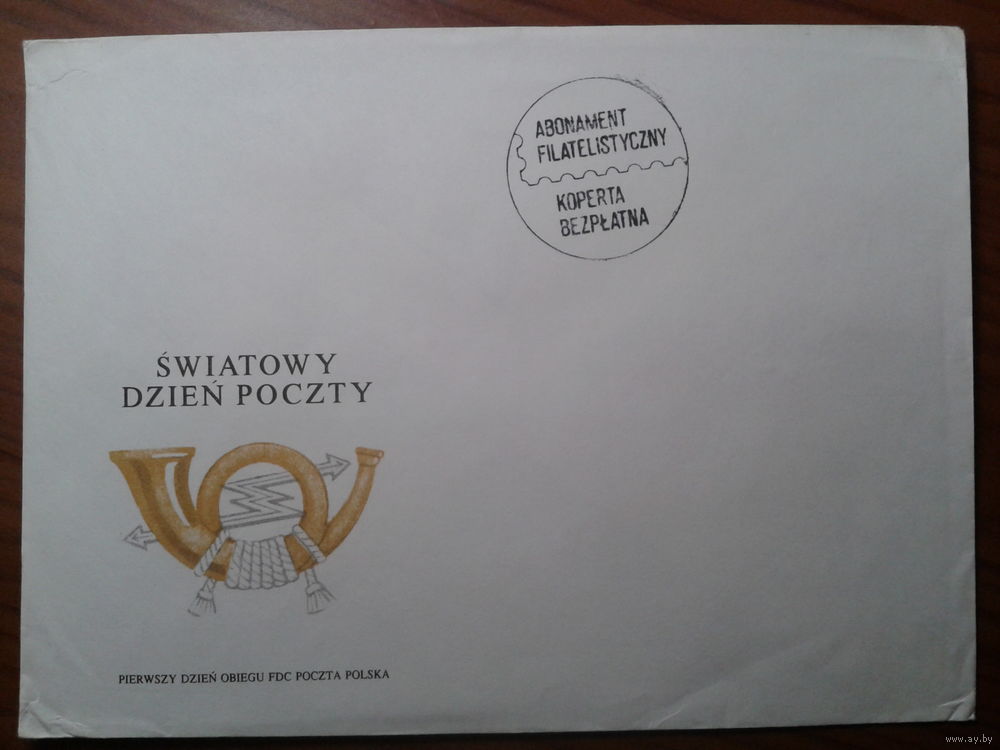 ABONAMENT
FILATELISTYCZNY
KOPERTA
BEZPŁATNA
ŚWIATOWY
DZIEŃ POCZTY
PIERWSZY DZIEŃ OBIEGU FDC POCZTA POLSKA
www.ay.by